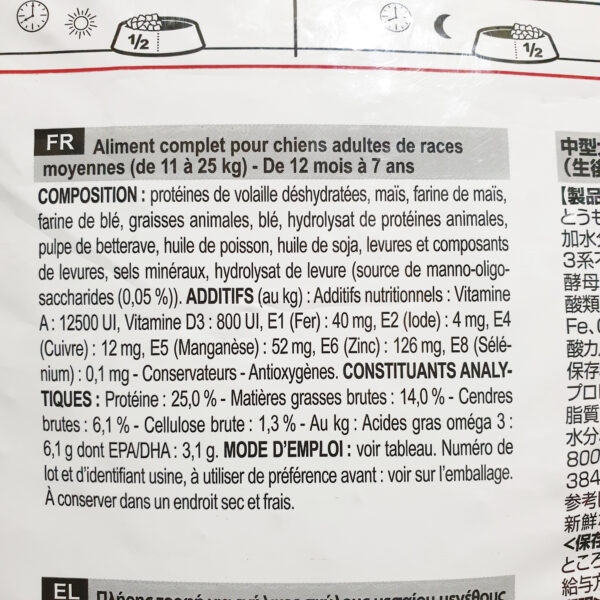 1/2
1/2
FR Aliment complet pour chiens adultes de races
moyennes (de 11 à 25 kg) - De 12 mois à 7 ans
COMPOSITION : protéines de volaille déshydratées, maïs, farine de maïs,
farine de blé, graisses animales, blé, hydrolysat de protéines animales,
pulpe de betterave, huile de poisson, huile de soja, levures et composants
de levures, sels minéraux, hydrolysat de levure (source de manno-oligo-
saccharides (0,05 %)). ADDITIFS (au kg) : Additifs nutritionnels : Vitamine
A : 12500 UI, Vitamine D3 : 800 UI, E1 (Fer) : 40 mg, E2 (Iode) : 4 mg, E4
(Cuivre) : 12 mg, E5 (Manganèse) : 52 mg, E6 (Zinc) : 126 mg, E8 (Sélé-
nium) : 0,1 mg - Conservateurs - Antioxygènes. CONSTITUANTS ANALY-
TIQUES : Protéine : 25,0 % - Matières grasses brutes : 14,0 % - Cendres
brutes : 6,1 % - Cellulose brute : 1,3 % - Au kg : Acides gras oméga 3 :
6,1 g dont EPA/DHA : 3,1 g. MODE D'EMPLOI : voir tableau. Numéro de
lot et d'identifiant usine, à utiliser de préférence avant : voir sur l'emballage.
À conserver dans un endroit sec et frais.
EL Πλήρης τροφή για ενήλικες σκύλους μεσαίου μεγέθους
中型
(生後
【製品
とうも
加水分
3系不
酵母
酸類
Fe、
酸カ
保存
プロ
脂質
水分
800
384
参考
新鮮
<保存
ところ
給与方